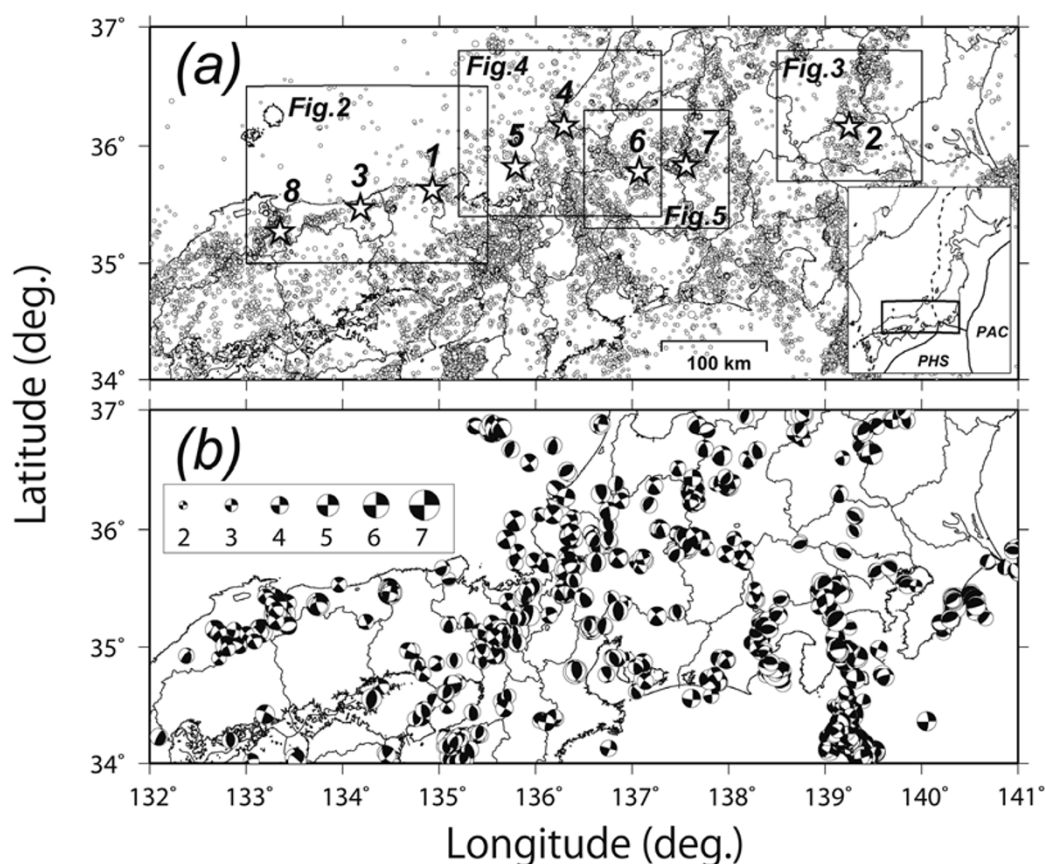 37°
(a)
Fig.4
Fig.3
Fig.2
4
36°
5
6
7
2
1
3
8
Fig.5
35°
PAC
100 km
PHS
34°
37°
(b)
36°
2 3 4 5 6 7
35°
34°
132° 133° 134° 135° 136° 137° 138° 139° 140° 141°
Longitude (deg.)
Latitude (deg.)